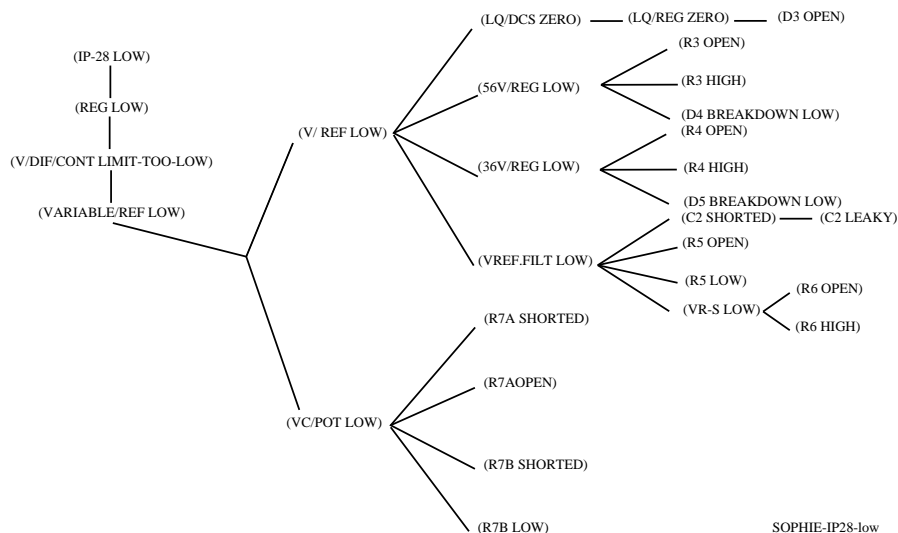 (LQ/DCS ZERO)
(LQ/REG ZERO)
(D3 OPEN)
(IP-28 LOW)
(REG LOW)
(V/DIF/CONT LIMIT-TOO-LOW)
(VARIABLE/REF LOW)
(V/ REF LOW)
(56V/REG LOW)
(R3 OPEN)
(R3 HIGH)
(D4 BREAKDOWN LOW)
(36V/REG LOW)
(R4 OPEN)
(R4 HIGH)
(D5 BREAKDOWN LOW)
(VREF.FILT LOW)
(C2 SHORTED)
(C2 LEAKY)
(R5 OPEN)
(R5 LOW)
(VR-S LOW)
(R6 OPEN)
(R6 HIGH)
(VC/POT LOW)
(R7A SHORTED)
(R7AOPEN)
(R7B SHORTED)
(R7B LOW)
SOPHIE-IP28-low